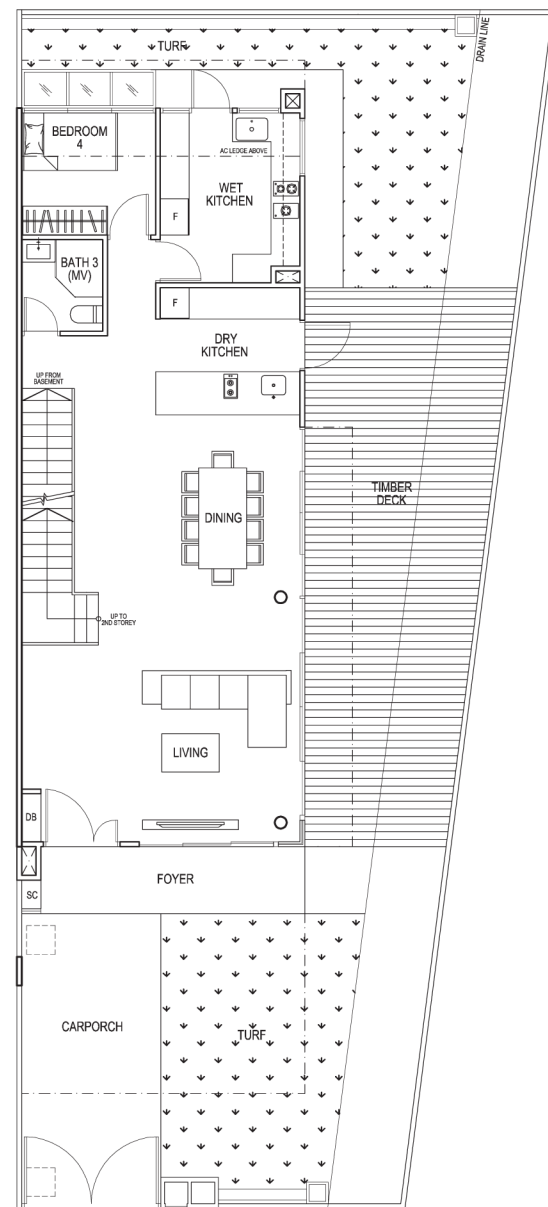 TURF
DRAIN LINE
BEDROOM
4
AC LEDGE ABOVE
WET
KITCHEN
F
BATH 3
(MV)
F
DRY
KITCHEN
UP FROM
BASEMENT
TIMBER
DECK
DINING
UP TO
2ND STOREY
LIVING
DB
FOYER
SC
CARPORCH
TURF